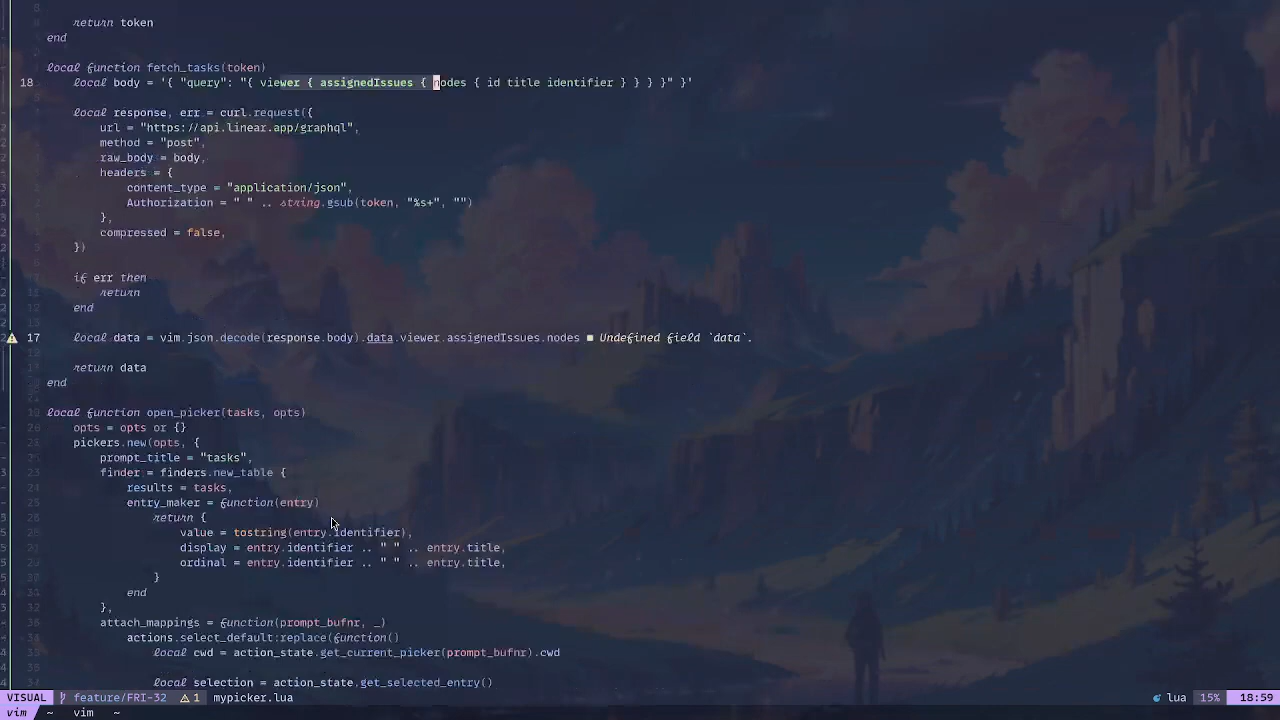 return token
end
local function fetch_tasks(token)
18 local body = '{ "query": "{ viewer { assignedIssues { nodes { id title identifier } } } }" }'
local response, err = curl.request({
url = "https://api.linear.app/graphql",
method = "post",
raw_body = body,
headers = {
content_type = "application/json",
Authorization = " " .. string.gsub(token, "%s+", "")
},
compressed = false,
})
if err then
return
end
17 local data = vim.json.decode(response.body).data.viewer.assignedIssues.nodes ■ Undefined field `data`.
return data
end
local function open_picker(tasks, opts)
opts = opts or {}
pickers.new(opts, {
prompt_title = "tasks",
finder = finders.new_table {
results = tasks,
entry_maker = function(entry)
return {
value = tostring(entry.identifier),
display = entry.identifier .. " " .. entry.title,
ordinal = entry.identifier .. " " .. entry.title,
}
end
},
attach_mappings = function(prompt_bufnr, _)
actions.select_default:replace(function()
local cwd = action_state.get_current_picker(prompt_bufnr).cwd
local selection = action_state.get_selected_entry()
VISUAL feature/FRI-32 1 mypicker.lua lua 15% 18:59
vim ~ vim ~